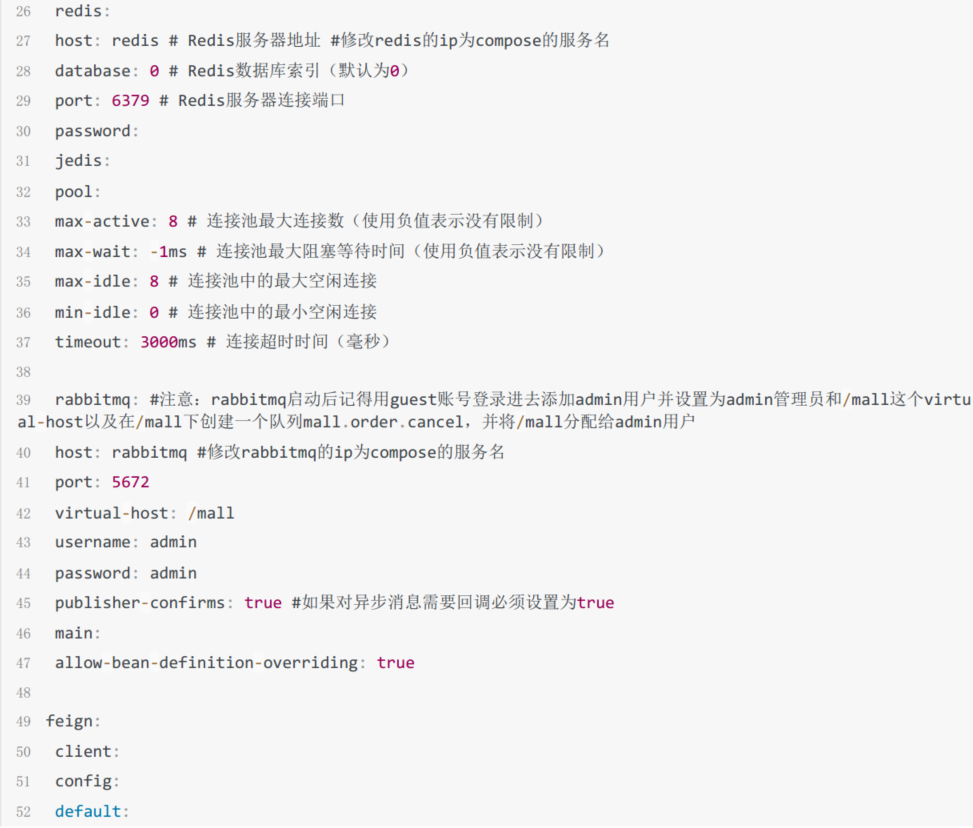 26 redis:
27 host: redis # Redis服务器地址 #修改redis的ip为compose的服务名
28 database: 0 # Redis数据库索引（默认为0）
29 port: 6379 # Redis服务器连接端口
30 password:
31 jedis:
32 pool:
33 max-active: 8 # 连接池最大连接数（使用负值表示没有限制）
34 max-wait: -1ms # 连接池最大阻塞等待时间（使用负值表示没有限制）
35 max-idle: 8 # 连接池中的最大空闲连接
36 min-idle: 0 # 连接池中的最小空闲连接
37 timeout: 3000ms # 连接超时时间（毫秒）
38
39 rabbitmq: #注意：rabbitmq启动后记得用guest账号登录进去添加admin用户并设置为admin管理员和/mall这个virtu
al-host以及在/mall下创建一个队列mall.order.cancel，并将/mall分配给admin用户
40 host: rabbitmq #修改rabbitmq的ip为compose的服务名
41 port: 5672
42 virtual-host: /mall
43 username: admin
44 password: admin
45 publisher-confirms: true #如果对异步消息需要回调必须设置为true
46 main:
47 allow-bean-definition-overriding: true
48
49 feign:
50 client:
51 config:
52 default: